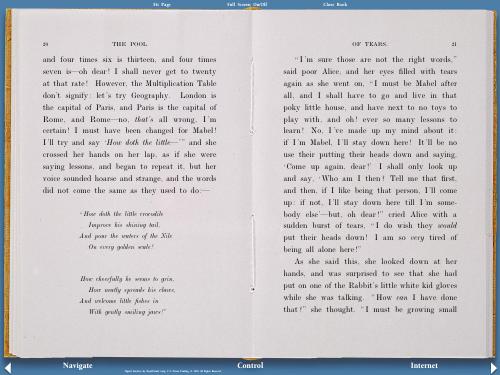 Str Page
Full Screen On/Off
Close Book
20
THE POOL
and four times six is thirteen, and four times
seven is—oh dear! I shall never get to twenty
at that rate! However, the Multiplication Table
don't signify: let's try Geography. London is
the capital of Paris, and Paris is the capital of
Rome, and Rome—no, that's all wrong, I'm
certain! I must have been changed for Mabel!
I'll try and say 'How doth the little—'" and she
crossed her hands on her lap, as if she were
saying lessons, and began to repeat it, but her
voice sounded hoarse and strange, and the words
did not come the same as they used to do:—
"How doth the little crocodile
Improve his shining tail,
And pour the waters of the Nile
On every golden scale!
How cheerfully he seems to grin,
How neatly spreads his claws,
And welcomes little fishes in
With gently smiling jaws!"
OF TEARS.
21
"I'm sure those are not the right words,"
said poor Alice, and her eyes filled with tears
again as she went on, "I must be Mabel after
all, and I shall have to go and live in that
poky little house, and have next to no toys to
play with, and oh! ever so many lessons to
learn! No, I've made up my mind about it:
if I'm Mabel, I'll stay down here! It'll be no
use their putting their heads down and saying,
'Come up again, dear!' I shall only look up
and say, 'Who am I then? Tell me that first,
and then, if I like being that person, I'll come
up: if not, I'll stay down here till I'm some-
body else'—but, oh dear!" cried Alice with a
sudden burst of tears, "I do wish they would
put their heads down! I am so very tired of
being all alone here!"
As she said this, she looked down at her
hands, and was surprised to see that she had
put on one of the Rabbit's little white kid gloves
while she was talking. "How can I have done
that?" she thought. "I must be growing small
Navigate
Control
Internet